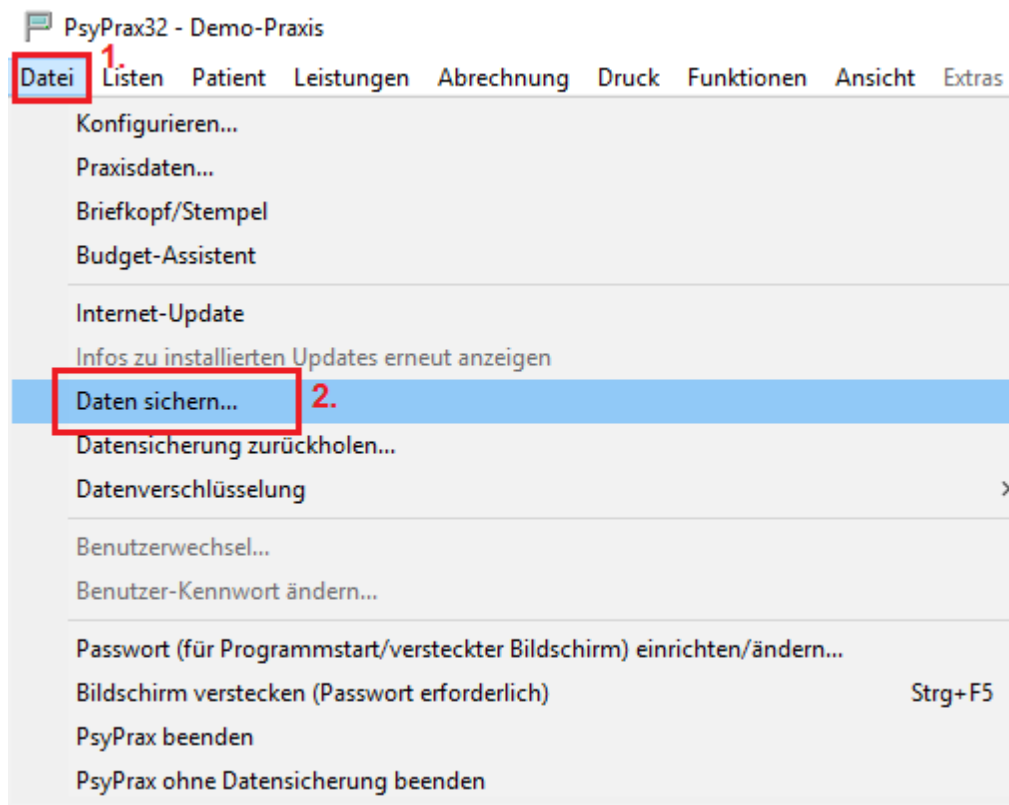 PsyPrax32 - Demo-Praxis
1.
Datei Listen Patient Leistungen Abrechnung Druck Funktionen Ansicht Extras
Konfigurieren...
Praxisdaten...
Briefkopf/Stempel
Budget-Assistent
Internet-Update
Infos zu installierten Updates erneut anzeigen
Daten sichern... 2.
Datensicherung zurückholen...
Datenverschlüsselung
Benutzerwechsel...
Benutzer-Kennwort ändern...
Passwort (für Programmstart/versteckter Bildschirm) einrichten/ändern...
Bildschirm verstecken (Passwort erforderlich) Strg+F5
PsyPrax beenden
PsyPrax ohne Datensicherung beenden